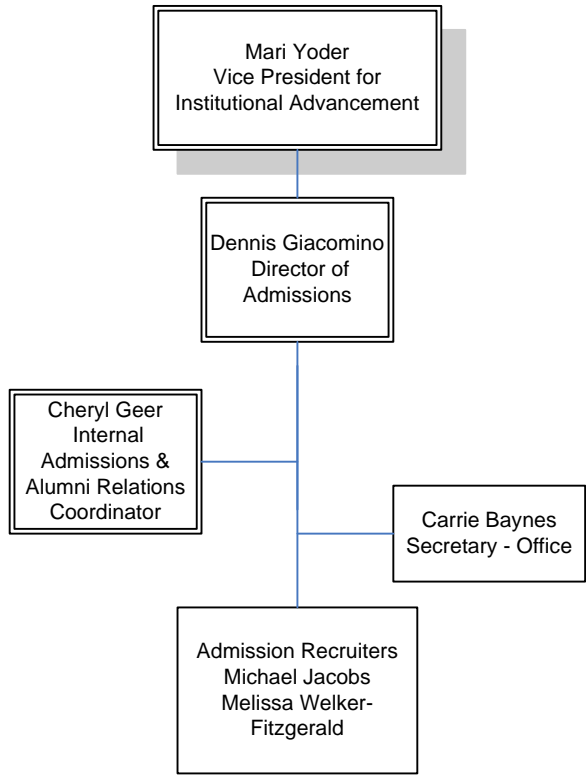 Mari Yoder
Vice President for
Institutional Advancement
Dennis Giacomino
Director of
Admissions
Cheryl Geer
Internal
Admissions &
Alumni Relations
Coordinator
Carrie Baynes
Secretary - Office
Admission Recruiters
Michael Jacobs
Melissa Welker-
Fitzgerald